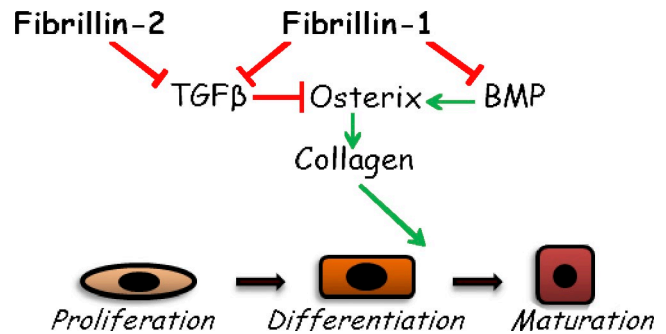 Fibrillin-2 Fibrillin-1
TGFβ Osterix BMP
Collagen
Proliferation Differentiation Maturation